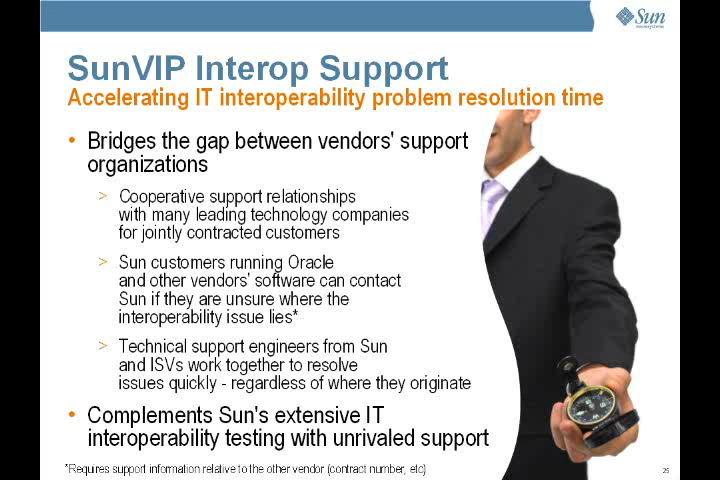 Sun
microsystems
SunVIP Interop Support
Accelerating IT interoperability problem resolution time
• Bridges the gap between vendors' support
organizations
> Cooperative support relationships
with many leading technology companies
for jointly contracted customers
> Sun customers running Oracle
and other vendors' software can contact
Sun if they are unsure where the
interoperability issue lies*
> Technical support engineers from Sun
and ISVs work together to resolve
issues quickly - regardless of where they originate
• Complements Sun's extensive IT
interoperability testing with unrivaled support
*Requires support information relative to the other vendor (contract number, etc)